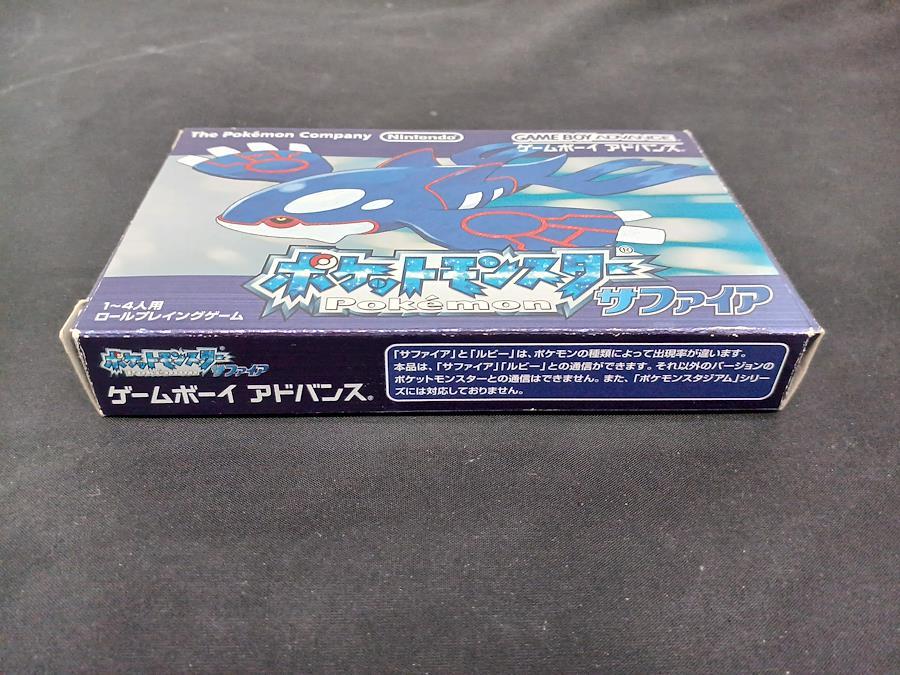 The Pokémon Company
Nintendo
GAME BOY ADVANCE
ゲームボーイ アドバンス
ポケットモンスター®
Pokémon
サファイア
1〜4人用
ロールプレイングゲーム
ポケットモンスター
サファイア
ゲームボーイ アドバンス®
「サファイア」と「ルビー」は、ポケモンの種類によって出現率が違います。
本品は、「サファイア」「ルビー」との通信ができます。それ以外のバージョンの
ポケットモンスターとの通信はできません。また、「ポケモンスタジアム」シリー
ズには対応しておりません。